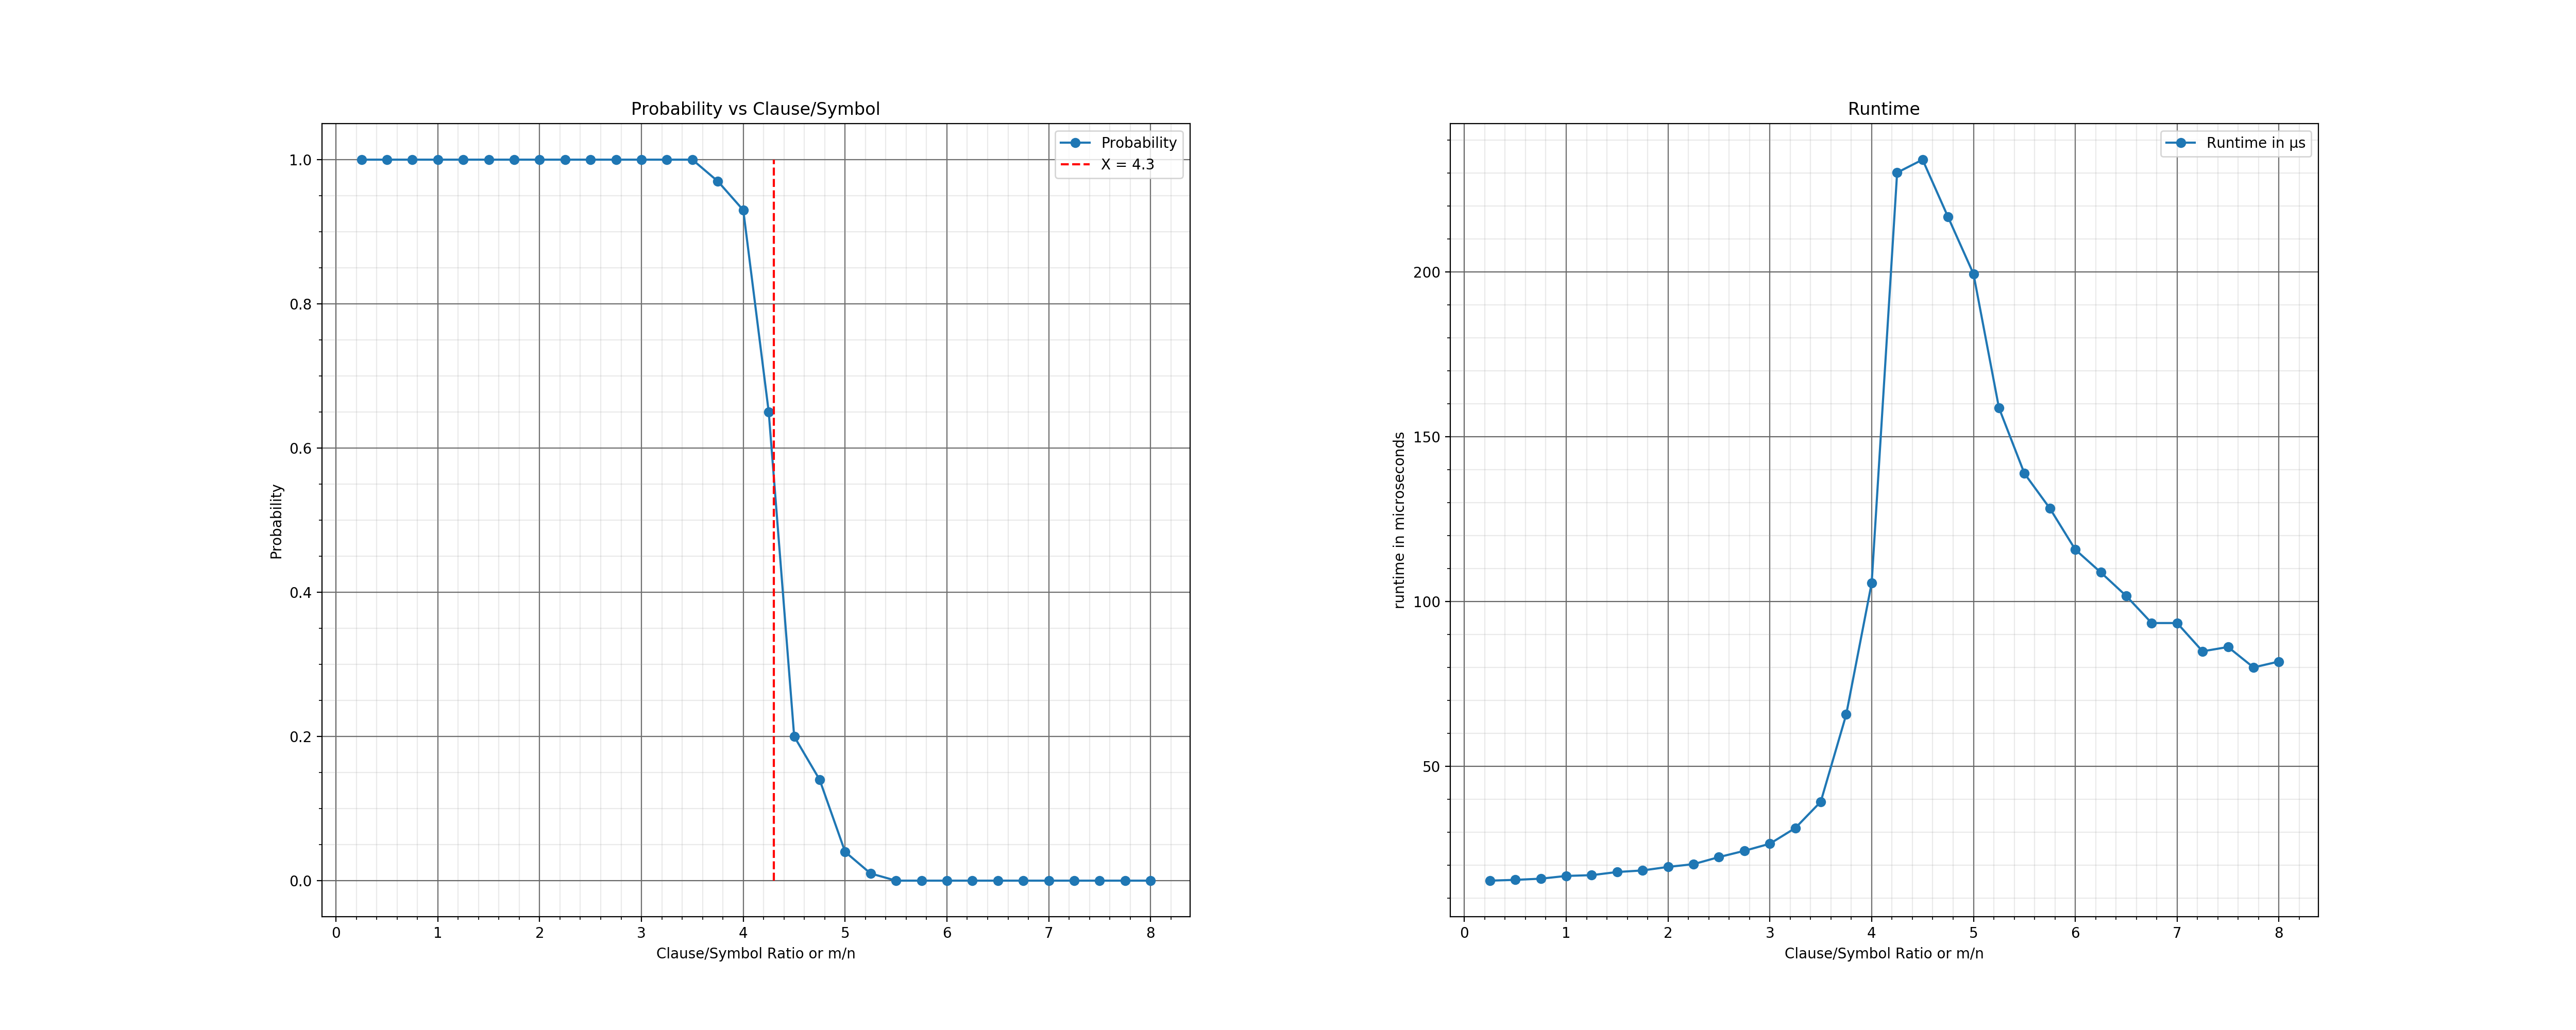 Probability vs Clause/Symbol
Probability
X = 4.3
1.0
0.8
0.6
0.4
0.2
0.0
Probability
0 1 2 3 4 5 6 7 8
Clause/Symbol Ratio or m/n
Runtime
Runtime in µs
200
150
100
50
runtime in microseconds
0 1 2 3 4 5 6 7 8
Clause/Symbol Ratio or m/n